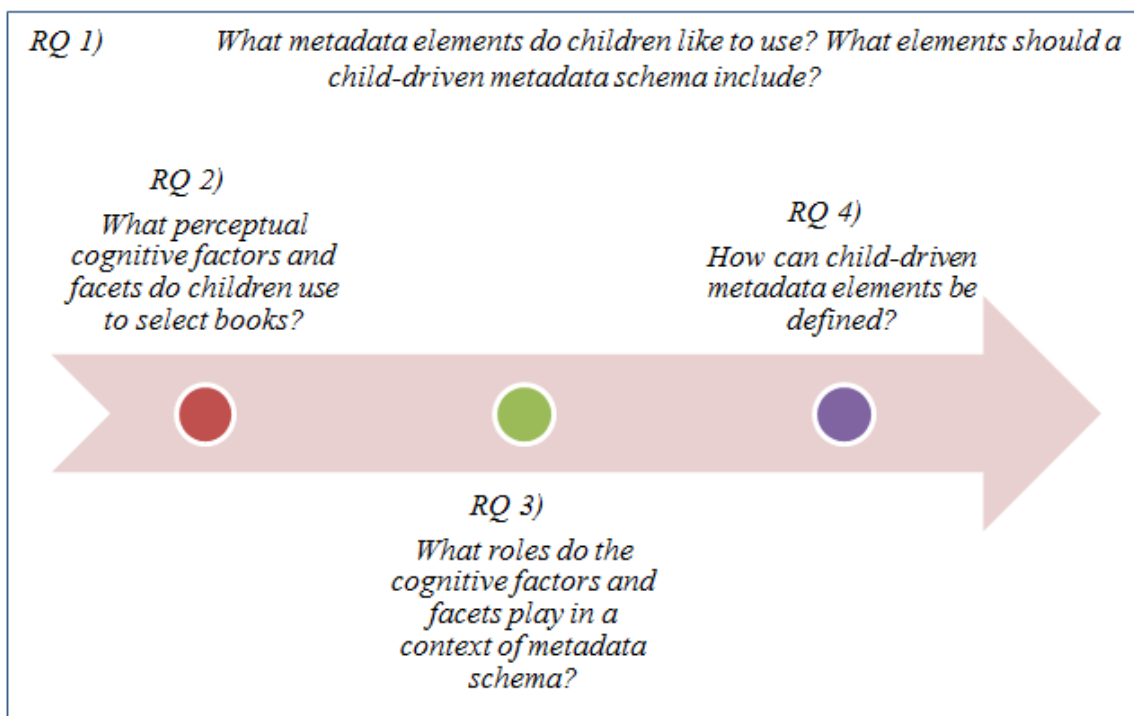 RQ 1) What metadata elements do children like to use? What elements should a
child-driven metadata schema include?
RQ 2)
What perceptual
cognitive factors and
facets do children use
to select books?
RQ 4)
How can child-driven
metadata elements be
defined?
RQ 3)
What roles do the
cognitive factors and
facets play in a
context of metadata
schema?